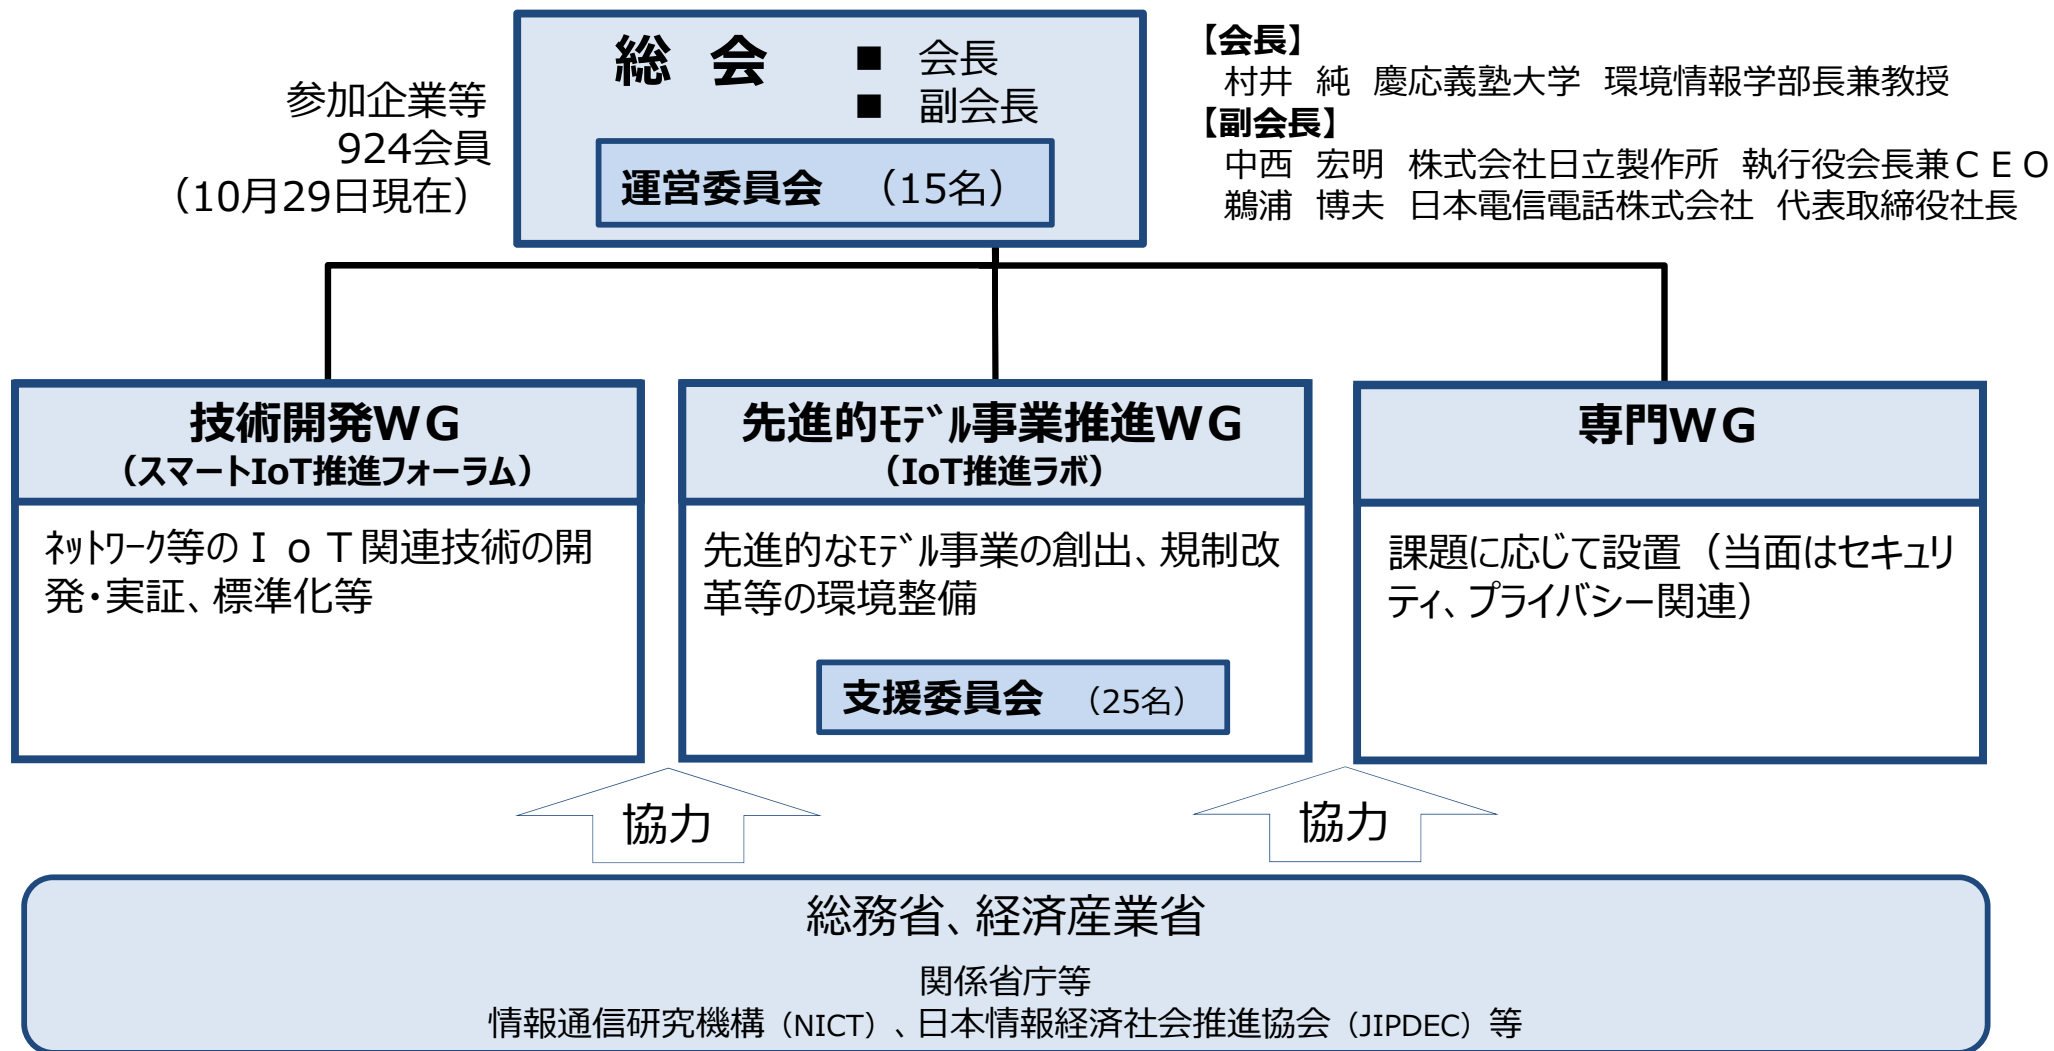 総 会
■ 会長
■ 副会長
運営委員会 （15名）
参加企業等
924会員
（10月29日現在）
【会長】
村井 純 慶応義塾大学 環境情報学部長兼教授
【副会長】
中西 宏明 株式会社日立製作所 執行役会長兼ＣＥＯ
鵜浦 博夫 日本電信電話株式会社 代表取締役社長
技術開発WG
（スマートIoT推進フォーラム）
ﾈｯﾄﾜｰｸ等のＩｏＴ関連技術の開
発・実証、標準化等
先進的ﾓﾃﾞﾙ事業推進WG
（IoT推進ラボ）
先進的なﾓﾃﾞﾙ事業の創出、規制改
革等の環境整備
支援委員会 （25名）
専門WG
課題に応じて設置（当面はセキュリ
ティ、プライバシー関連）
協力
協力
総務省、経済産業省
関係省庁等
情報通信研究機構（NICT）、日本情報経済社会推進協会（JIPDEC）等